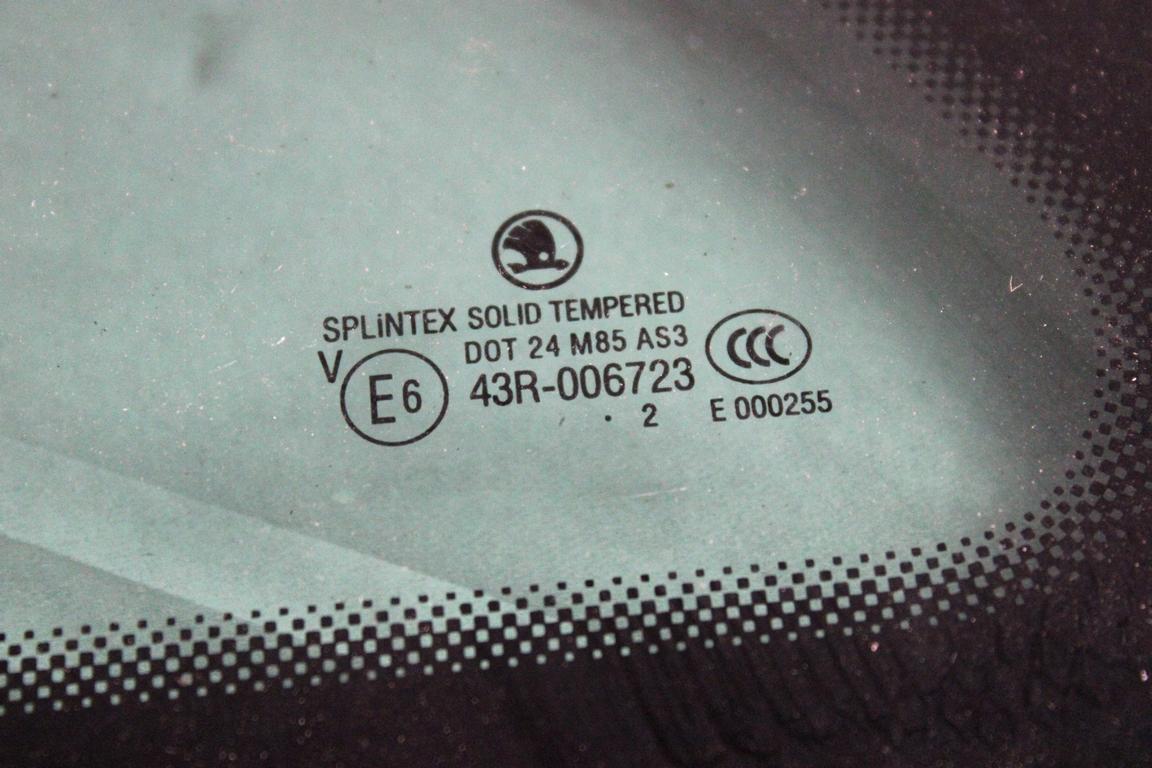 SPLiNTEX SOLID TEMPERED
DOT 24 M85 AS3
V
E6
43R-006723
CCC
. 2
E 000255